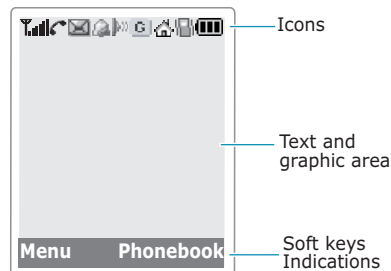 G
Icons
Text and
graphic area
Menu Phonebook
Soft keys
Indications